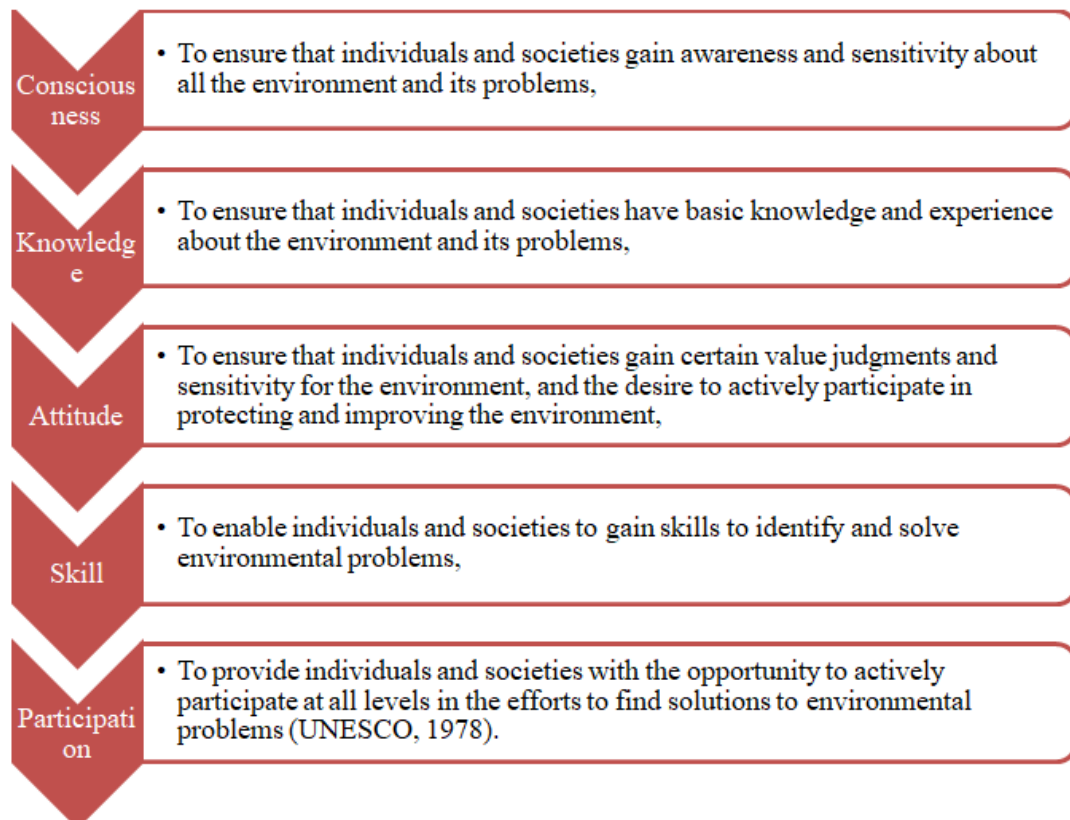 Conscious
ness
• To ensure that individuals and societies gain awareness and sensitivity about
all the environment and its problems,
Knowledg
e
• To ensure that individuals and societies have basic knowledge and experience
about the environment and its problems,
Attitude
• To ensure that individuals and societies gain certain value judgments and
sensitivity for the environment, and the desire to actively participate in
protecting and improving the environment,
Skill
• To enable individuals and societies to gain skills to identify and solve
environmental problems,
Participati
on
• To provide individuals and societies with the opportunity to actively
participate at all levels in the efforts to find solutions to environmental
problems (UNESCO, 1978).